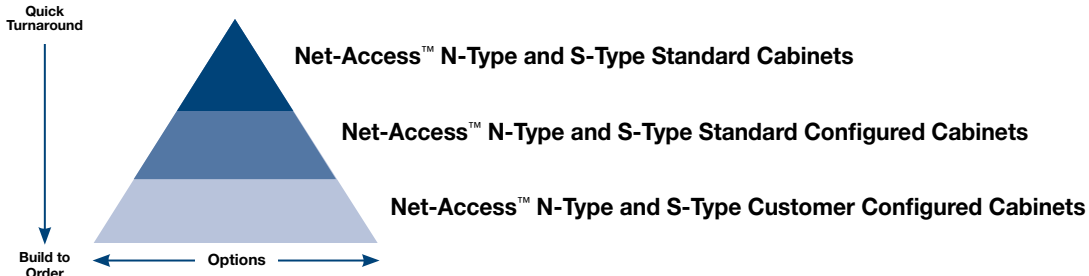 Quick
Turnaround
Net-Access™ N-Type and S-Type Standard Cabinets
Net-Access™ N-Type and S-Type Standard Configured Cabinets
Net-Access™ N-Type and S-Type Customer Configured Cabinets
Build to
Order
Options